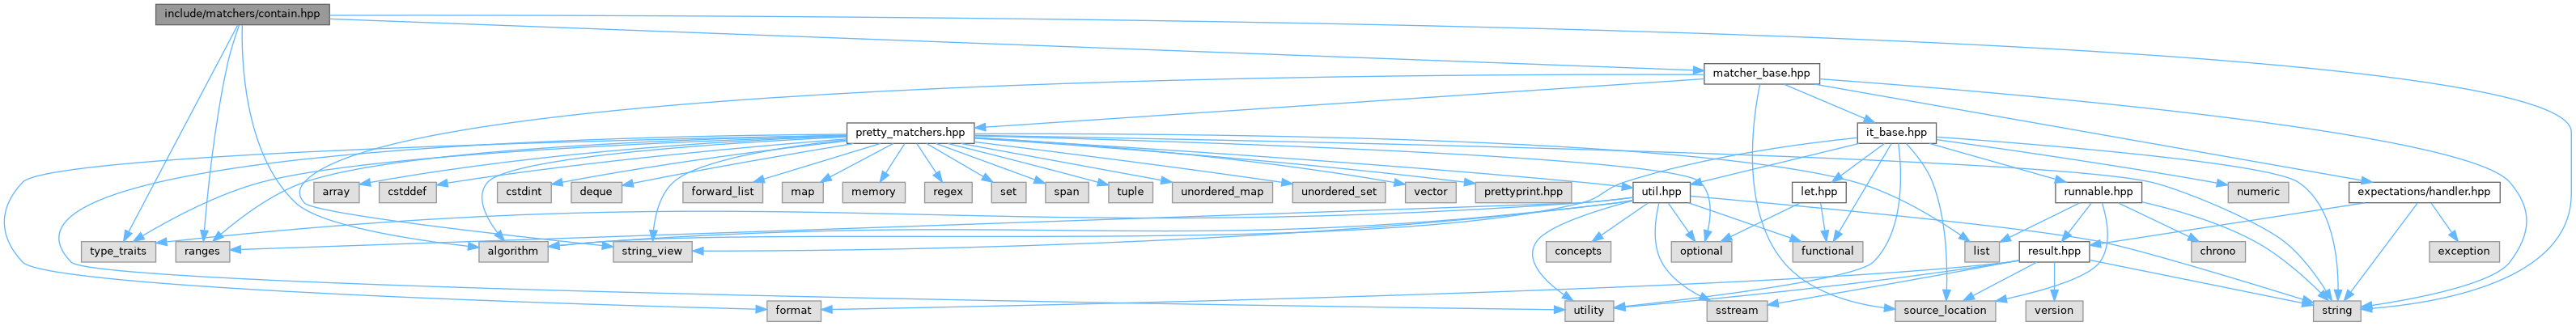 include/matchers/contain.hpp
matcher_base.hpp
pretty_matchers.hpp
it_base.hpp
array
cstddef
cstdint
deque
forward_list
map
memory
regex
set
span
tuple
unordered_map
unordered_set
vector
prettyprint.hpp
util.hpp
let.hpp
runnable.hpp
numeric
expectations/handler.hpp
type_traits
ranges
algorithm
string_view
concepts
optional
functional
list
result.hpp
chrono
exception
format
utility
sstream
source_location
version
string